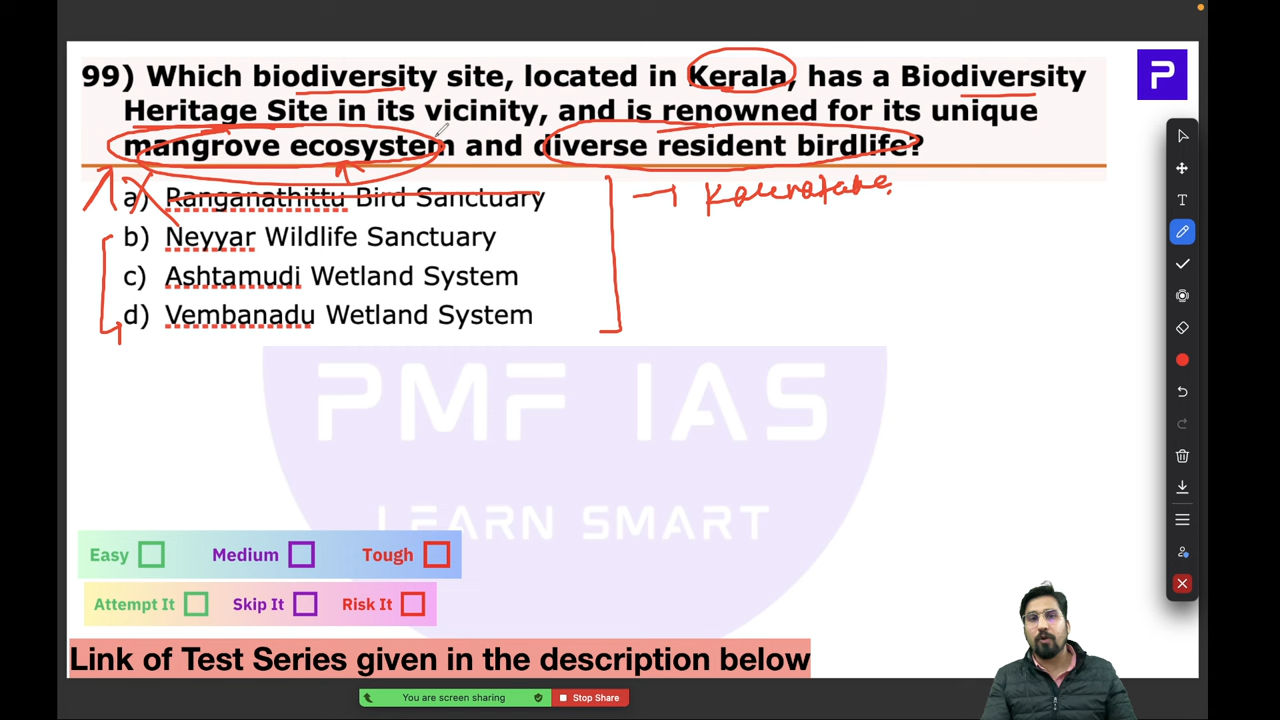 99) Which biodiversity site, located in Kerala, has a Biodiversity
Heritage Site in its vicinity, and is renowned for its unique
mangrove ecosystem and diverse resident birdlife?
a) Ranganathittu Bird Sanctuary
b) Neyyar Wildlife Sanctuary
c) Ashtamudi Wetland System
d) Vembanadu Wetland System
PMF IAS
LEARN SMART
Easy Medium Tough
Attempt It Skip It Risk It
Link of Test Series given in the description below
You are screen sharing Stop Share